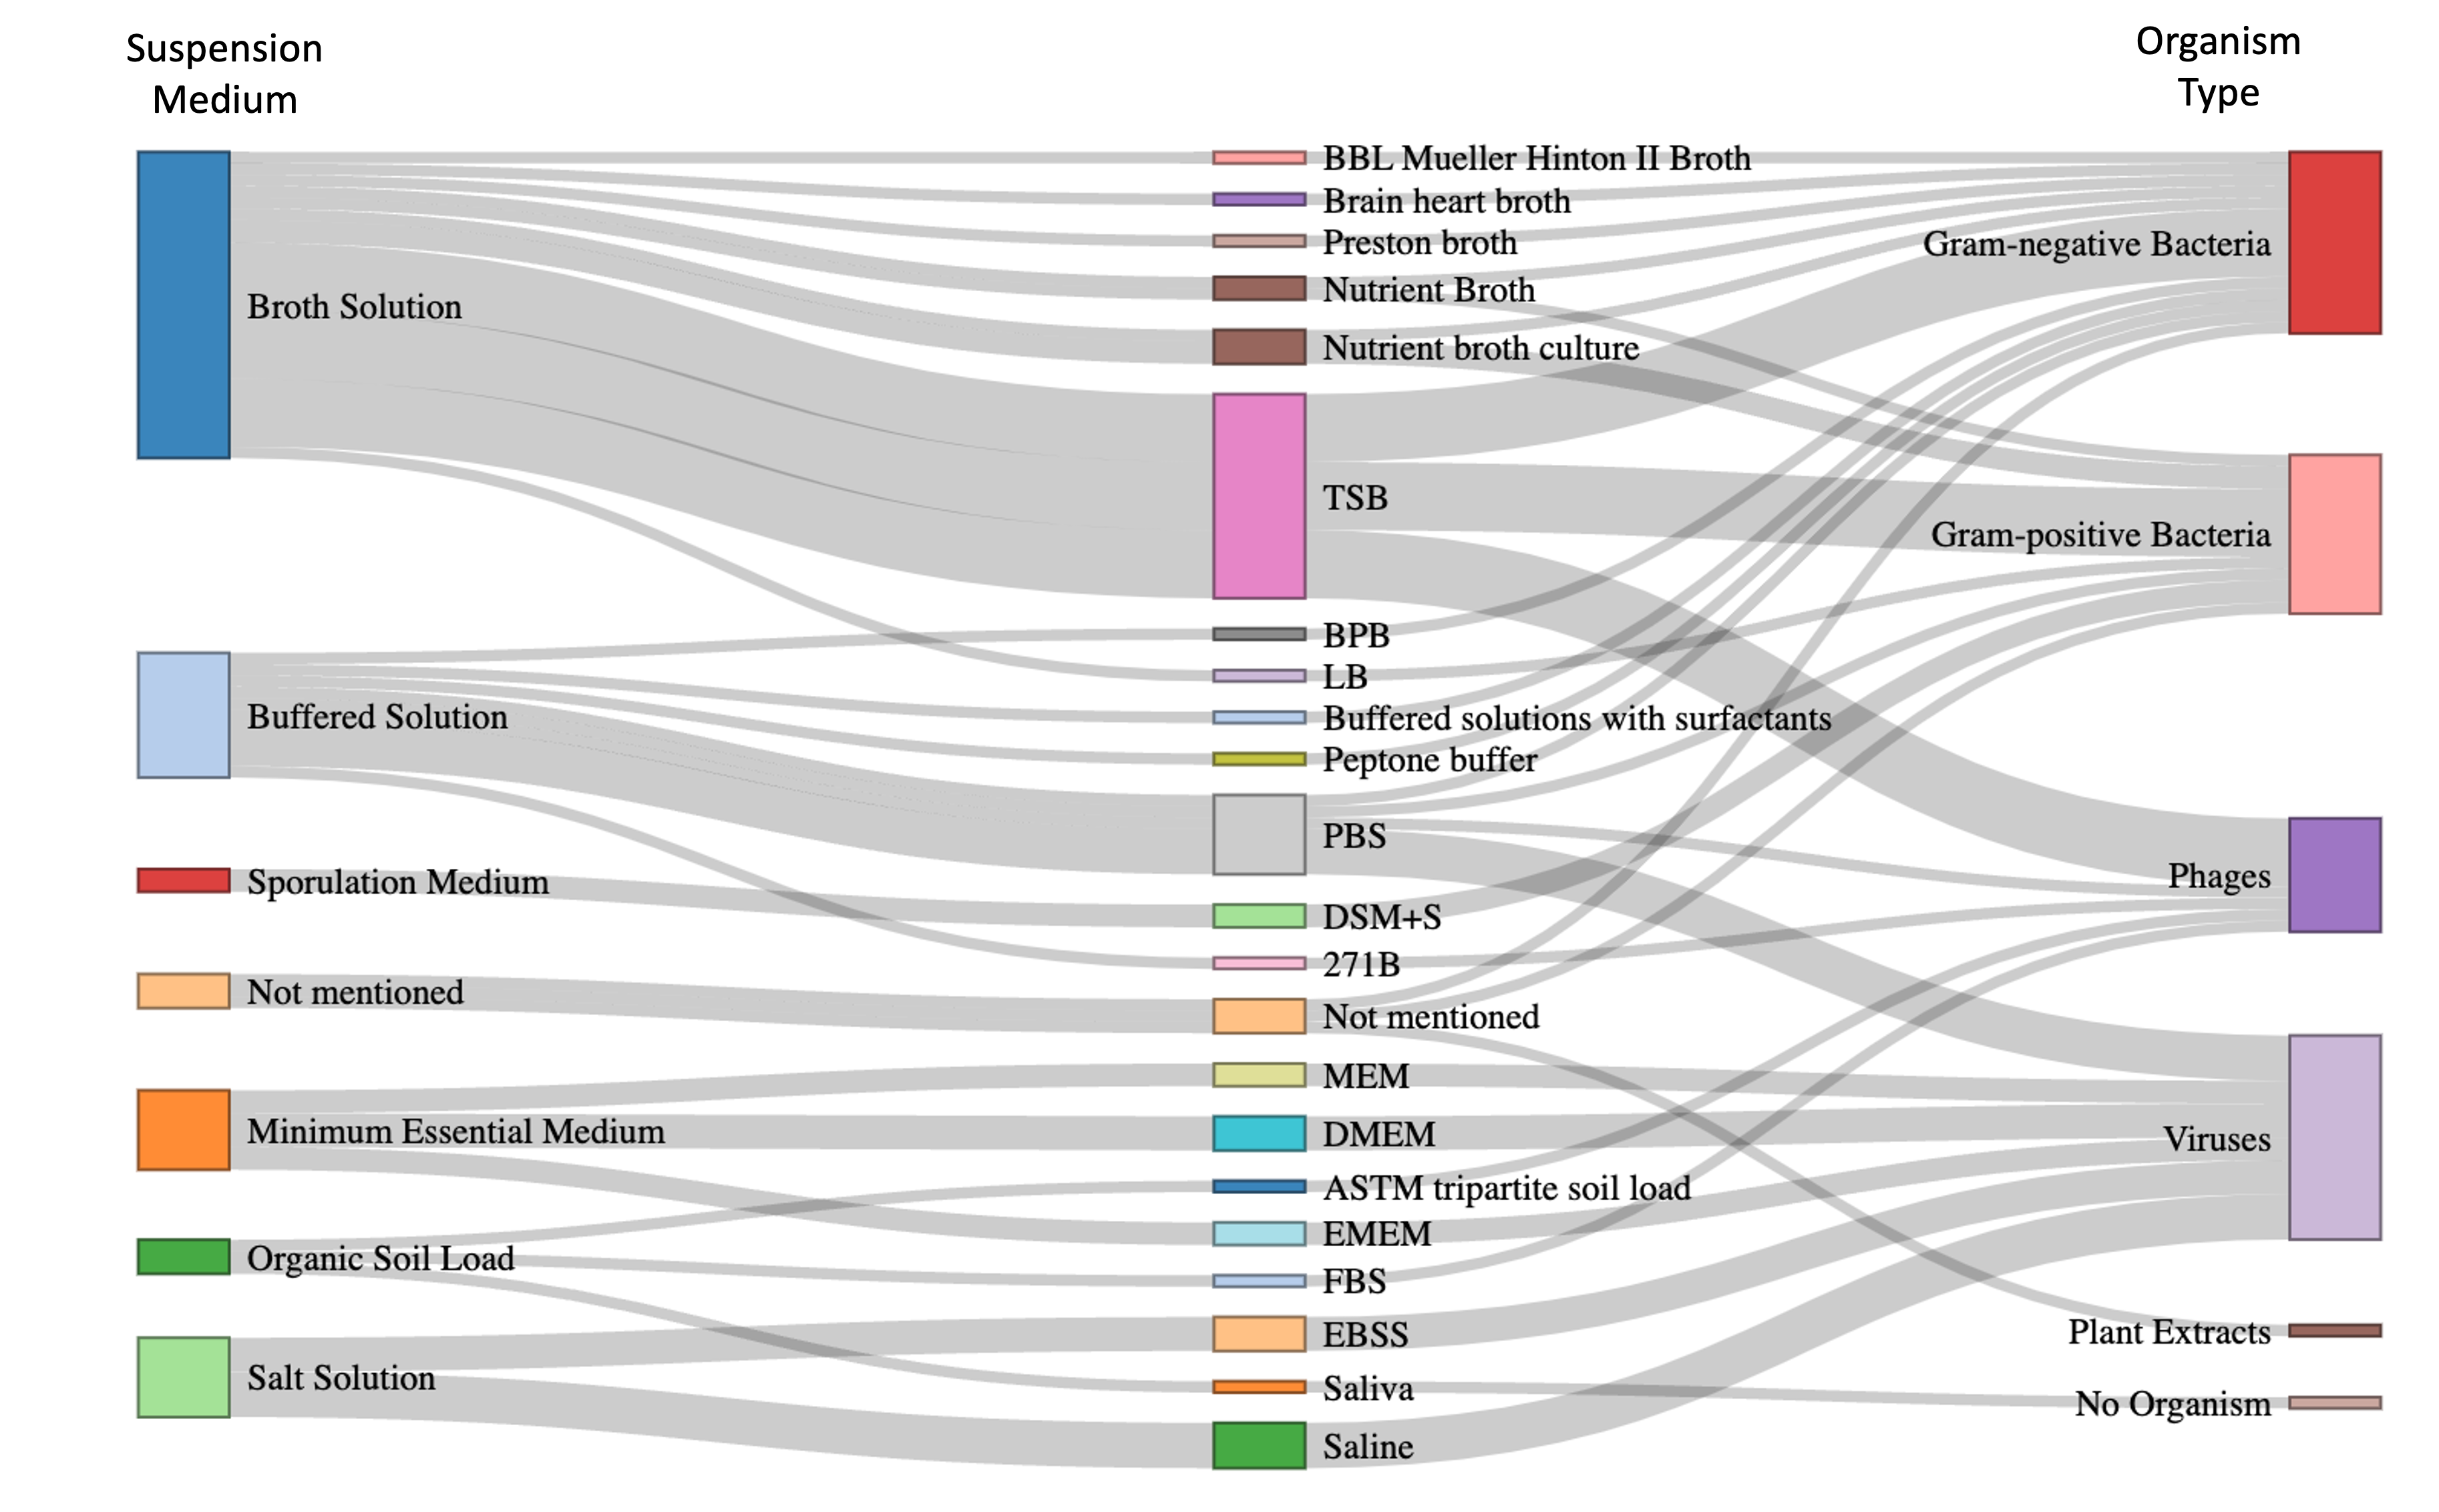 Suspension
Medium
Organism
Type
Broth Solution
Buffered Solution
Sporulation Medium
Not mentioned
Minimum Essential Medium
Organic Soil Load
Salt Solution
BBL Mueller Hinton II Broth
Brain heart broth
Preston broth
Nutrient Broth
Nutrient broth culture
TSB
BPB
LB
Buffered solutions with surfactants
Peptone buffer
PBS
DSM+S
271B
Not mentioned
MEM
DMEM
ASTM tripartite soil load
EMEM
FBS
EBSS
Saliva
Saline
Gram-negative Bacteria
Gram-positive Bacteria
Phages
Viruses
Plant Extracts
No Organism